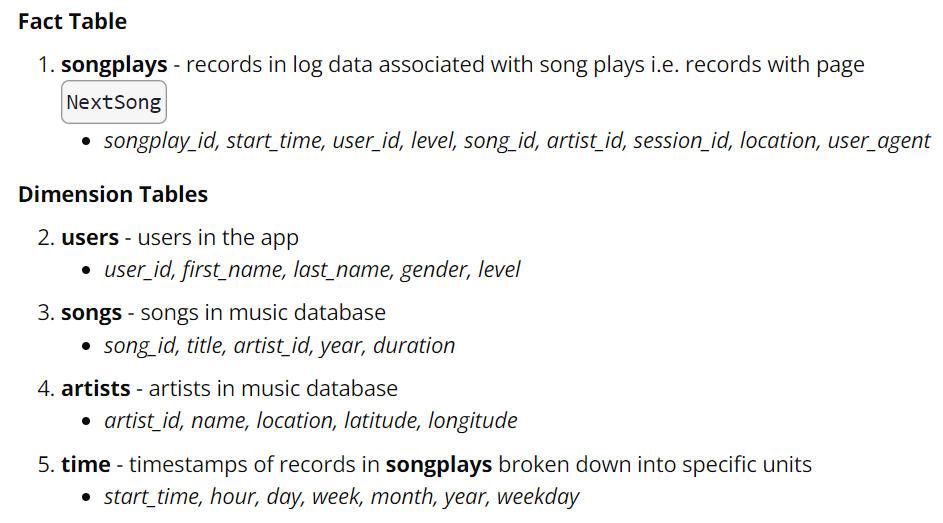 Fact Table
1. songplays - records in log data associated with song plays i.e. records with page
NextSong
• songplay_id, start_time, user_id, level, song_id, artist_id, session_id, location, user_agent
Dimension Tables
2. users - users in the app
• user_id, first_name, last_name, gender, level
3. songs - songs in music database
• song_id, title, artist_id, year, duration
4. artists - artists in music database
• artist_id, name, location, latitude, longitude
5. time - timestamps of records in songplays broken down into specific units
• start_time, hour, day, week, month, year, weekday